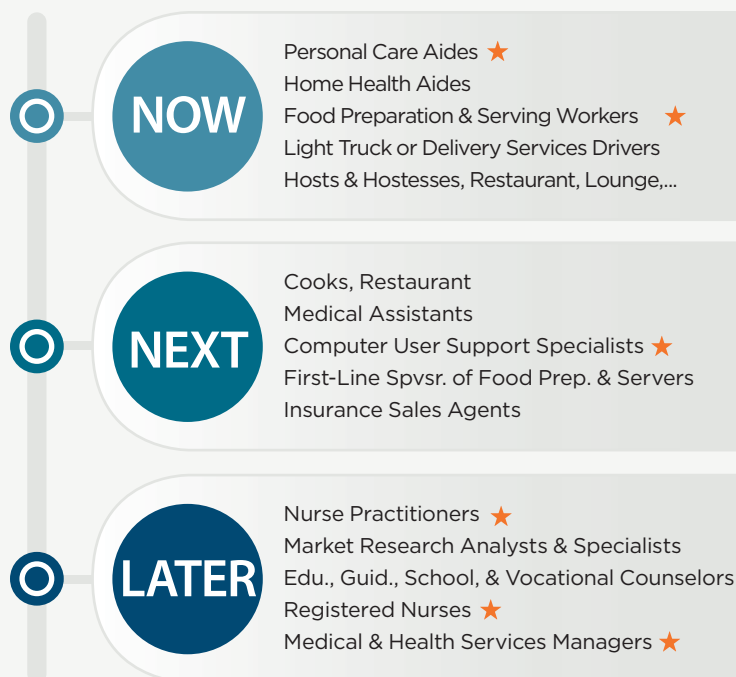 NOW
Personal Care Aides ★
Home Health Aides
Food Preparation & Serving Workers ★
Light Truck or Delivery Services Drivers
Hosts & Hostesses, Restaurant, Lounge,...
NEXT
Cooks, Restaurant
Medical Assistants
Computer User Support Specialists ★
First-Line Spvsr. of Food Prep. & Servers
Insurance Sales Agents
LATER
Nurse Practitioners ★
Market Research Analysts & Specialists
Edu., Guid., School, & Vocational Counselors
Registered Nurses ★
Medical & Health Services Managers ★